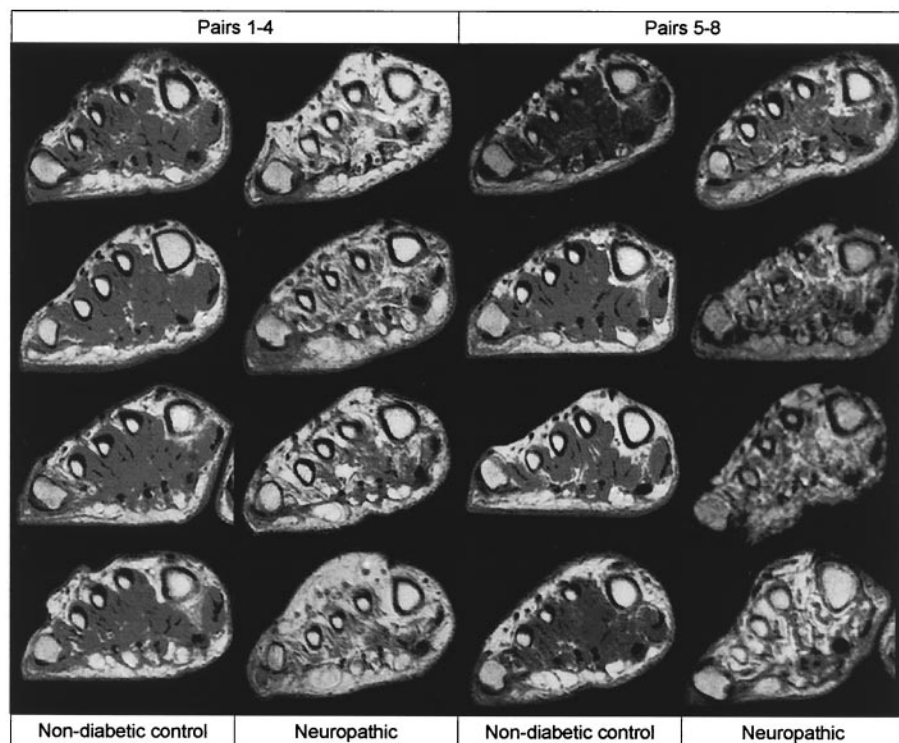 Pairs 1-4
Pairs 5-8
Non-diabetic control
Neuropathic
Non-diabetic control
Neuropathic